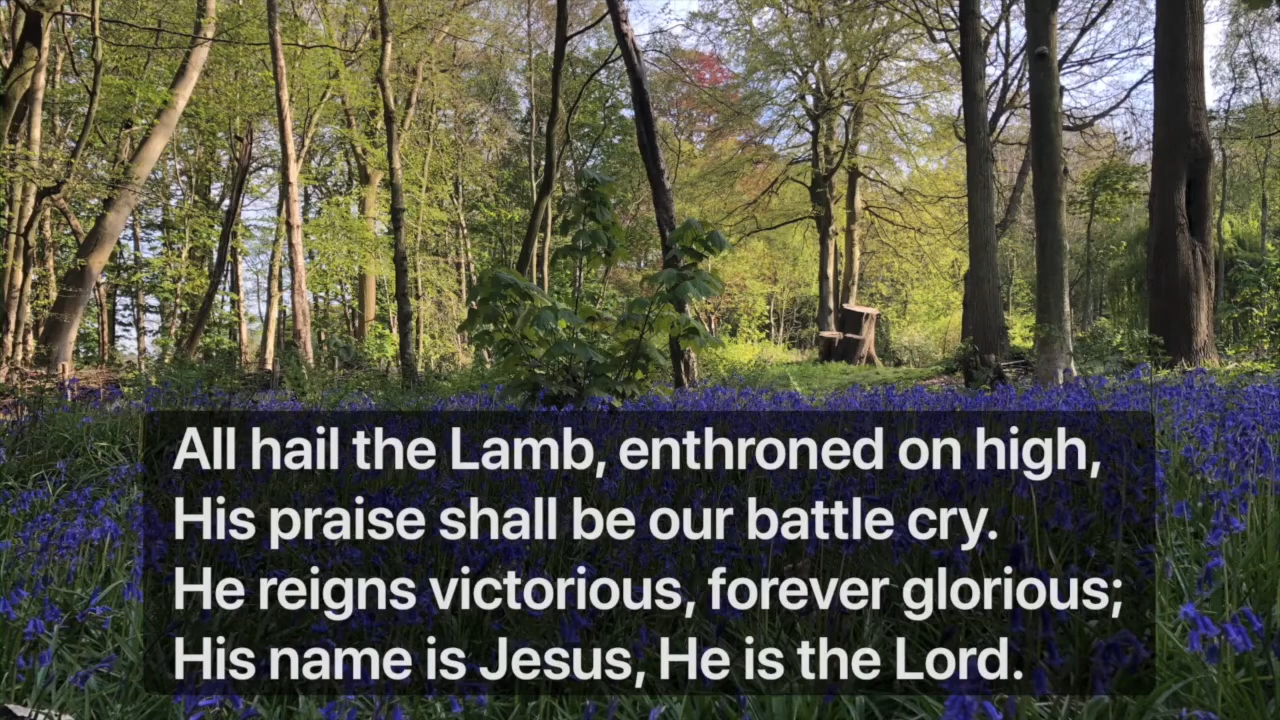 All hail the Lamb, enthroned on high,
His praise shall be our battle cry.
He reigns victorious, forever glorious;
His name is Jesus, He is the Lord.